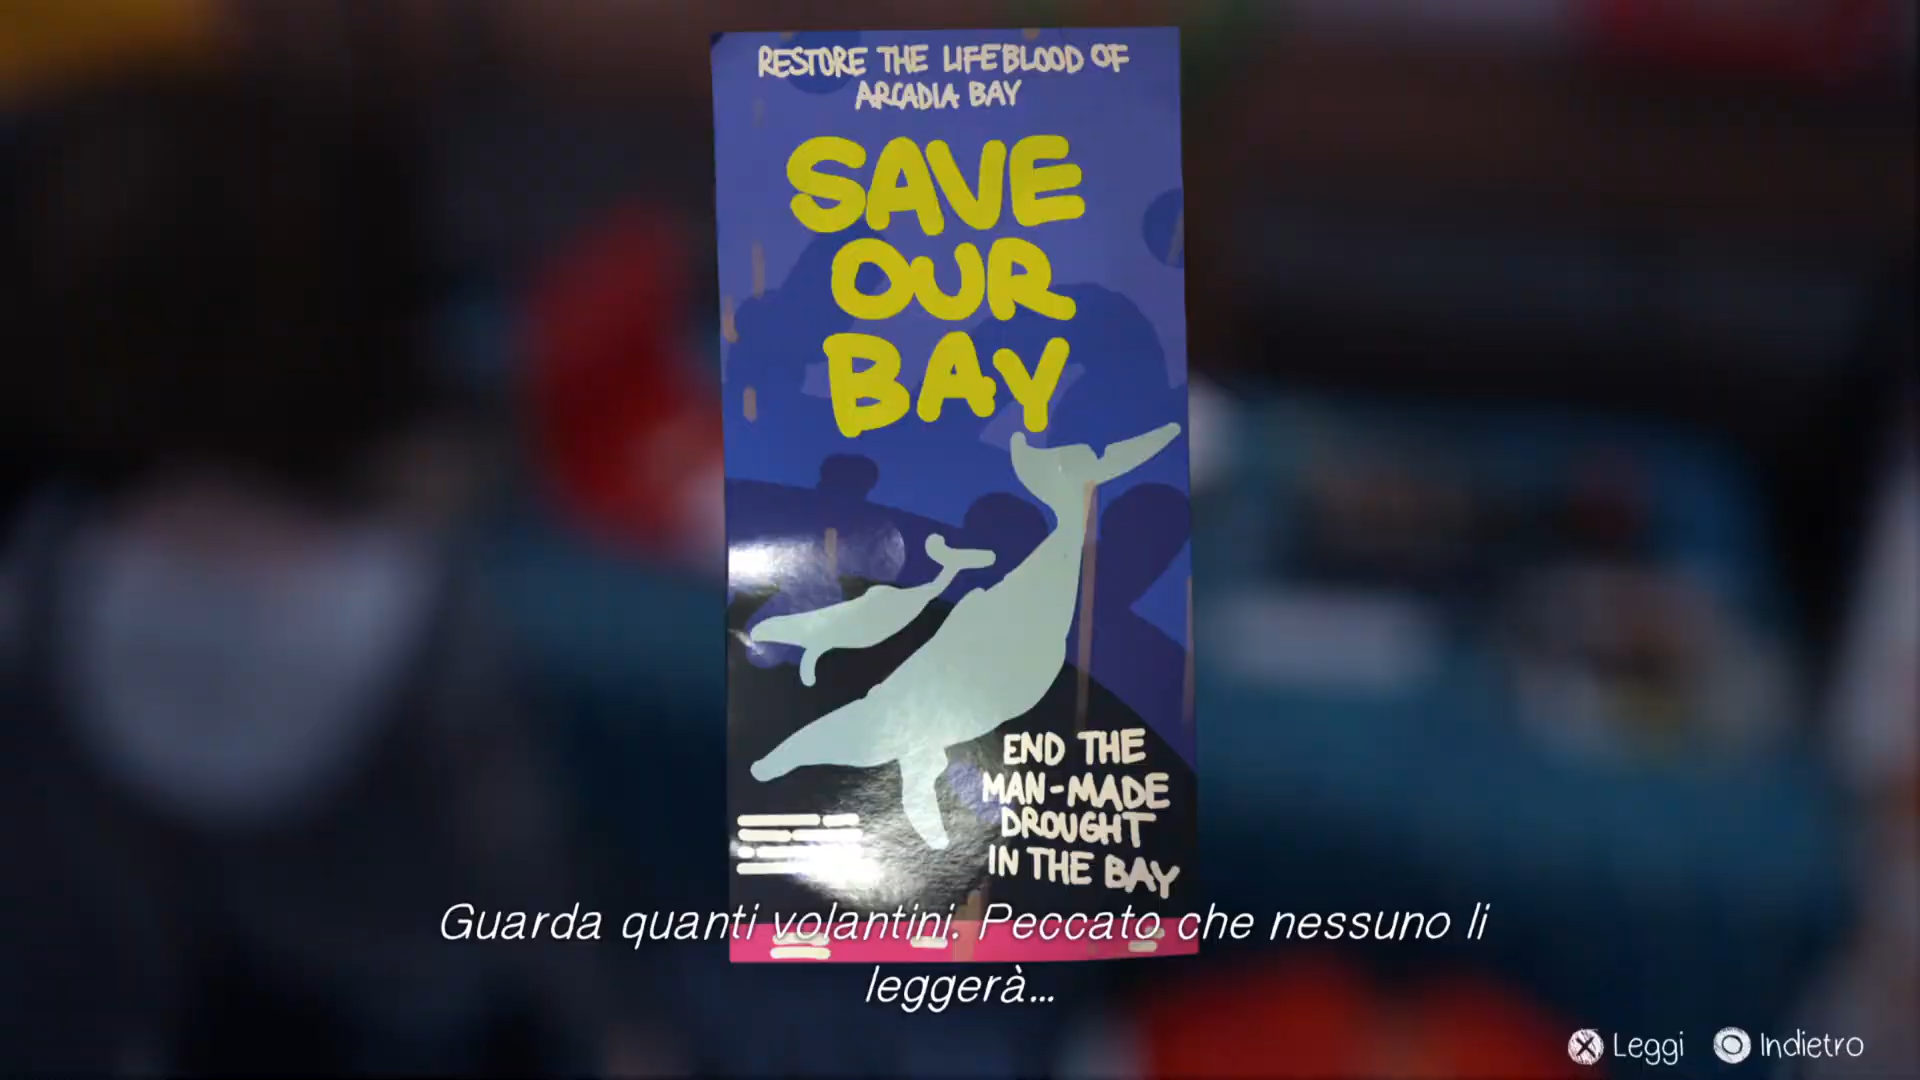 RESTORE THE LIFEBLOOD OF
ARCADIA BAY
SAVE
OUR
BAY
END THE
MAN-MADE
DROUGHT
IN THE BAY
Guarda quanti volantini. Peccato che nessuno li
leggerà...
Leggi Indietro